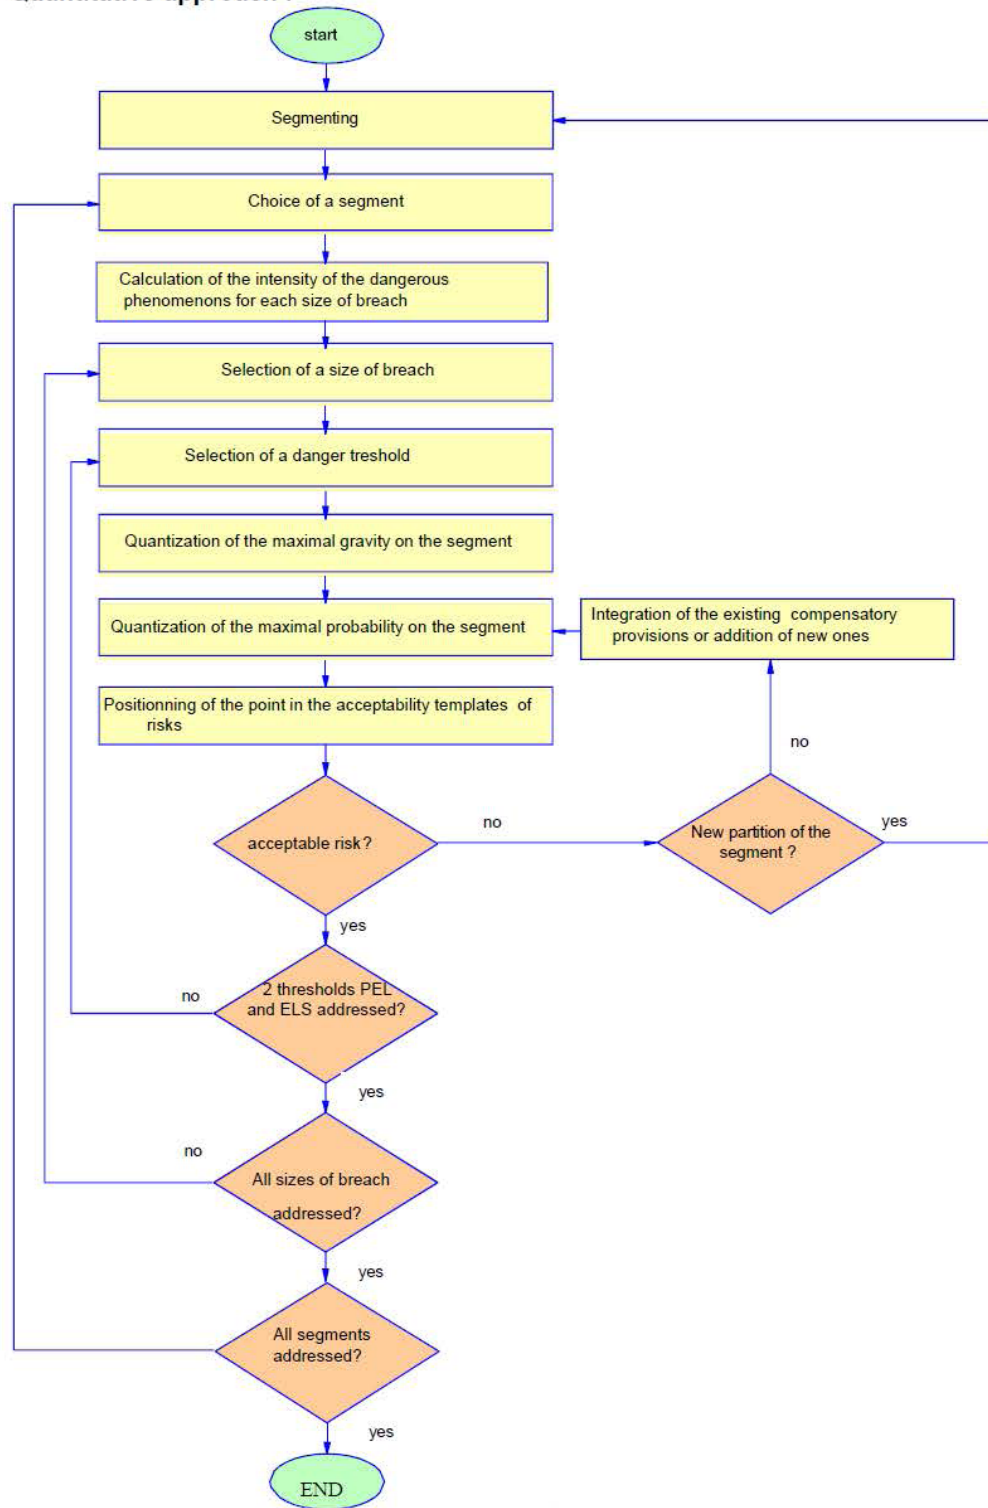 start
Segmenting
Choice of a segment
Calculation of the intensity of the dangerous
phenomenons for each size of breach
Selection of a size of breach
Selection of a danger treshold
Quantization of the maximal gravity on the segment
Quantization of the maximal probability on the segment
Integration of the existing compensatory
provisions or addition of new ones
Positionning of the point in the acceptability templates of
risks
no
acceptable risk?
no
New partition of the
segment ?
yes
yes
2 thresholds PEL
and ELS addressed?
no
yes
no
All sizes of breach
addressed?
yes
All segments
addressed?
yes
END